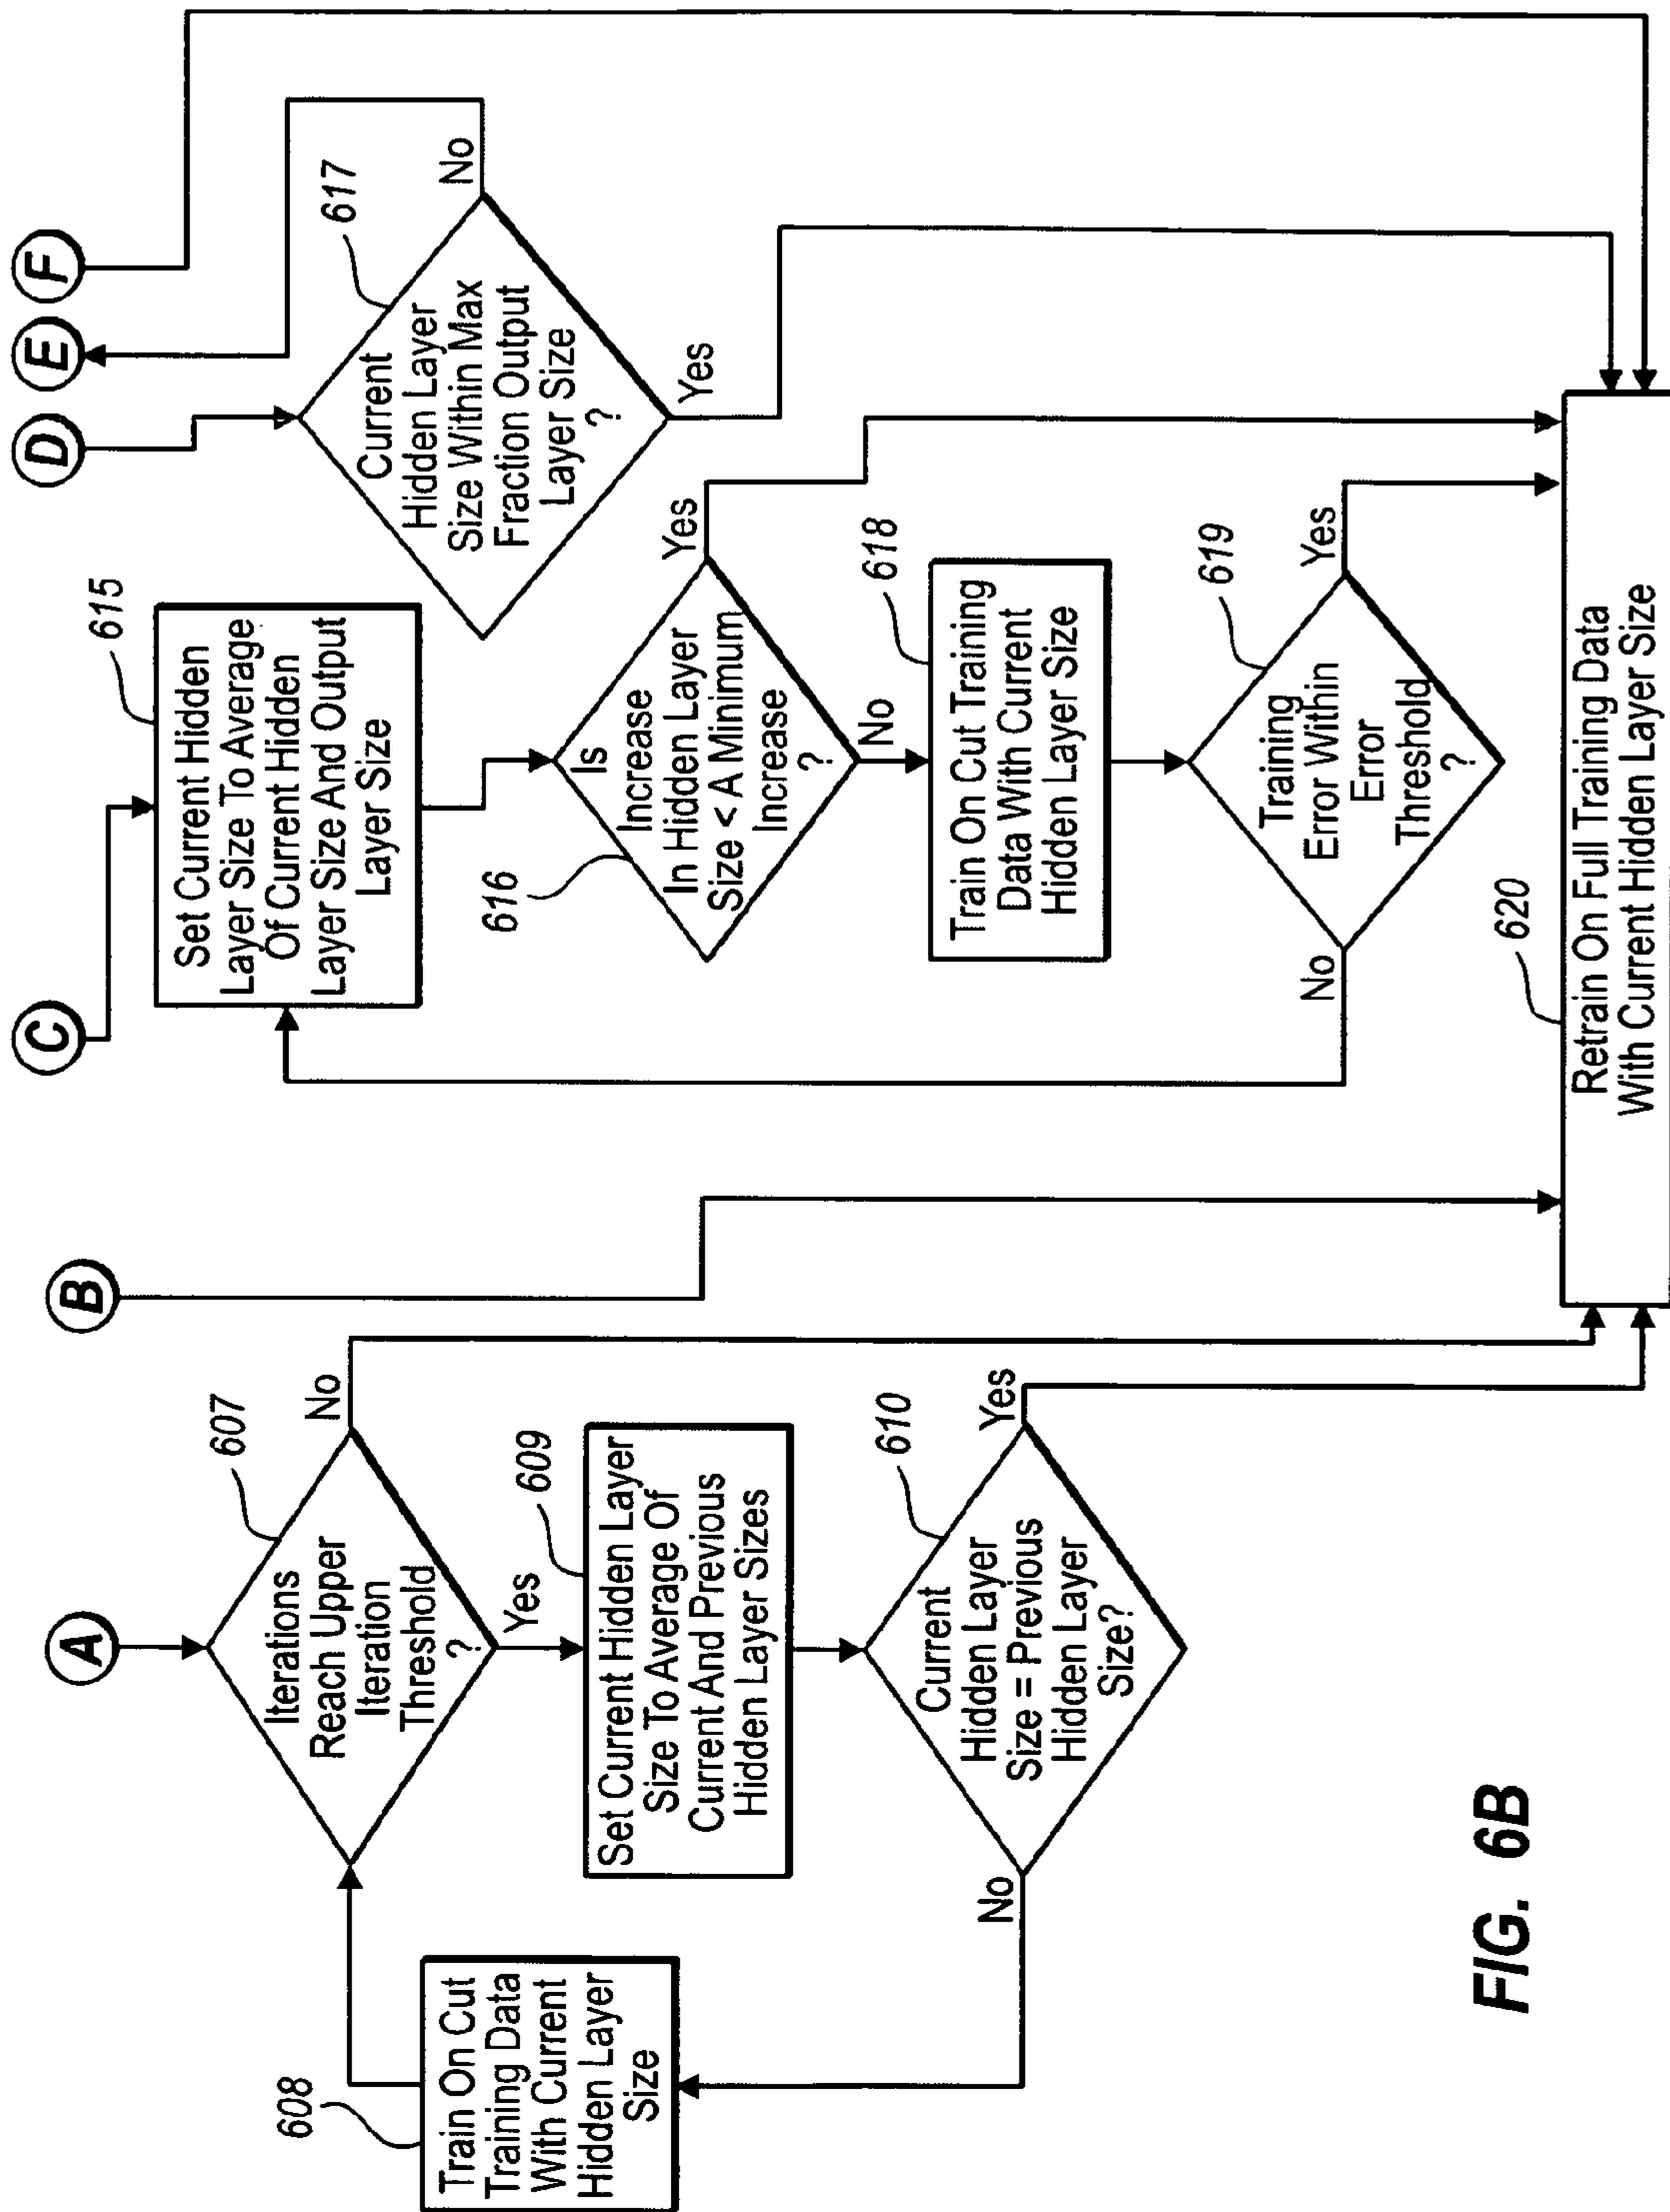 A
B
C
D
E
F
607
Iterations
Reach Upper
Iteration
Threshold
?
No
Yes
608
Train On Cut
Training Data
With Current
Hidden Layer
Size
609
Set Current Hidden Layer
Size To Average Of
Current And Previous
Hidden Layer Sizes
610
Current
Hidden Layer
Size = Previous
Hidden Layer
Size?
No
Yes
615
Set Current Hidden
Layer Size To Average
Of Current Hidden
Layer Size And Output
Layer Size
616
Is
Increase
In Hidden Layer
Size < A Minimum
Increase
?
Yes
No
617
Current
Hidden Layer
Size Within Max
Fraction Output
Layer Size
?
No
Yes
618
Train On Cut Training
Data With Current
Hidden Layer Size
619
Training
Error Within
Error
Threshold
?
No
Yes
620
Retrain On Full Training Data
With Current Hidden Layer Size
FIG. 6B